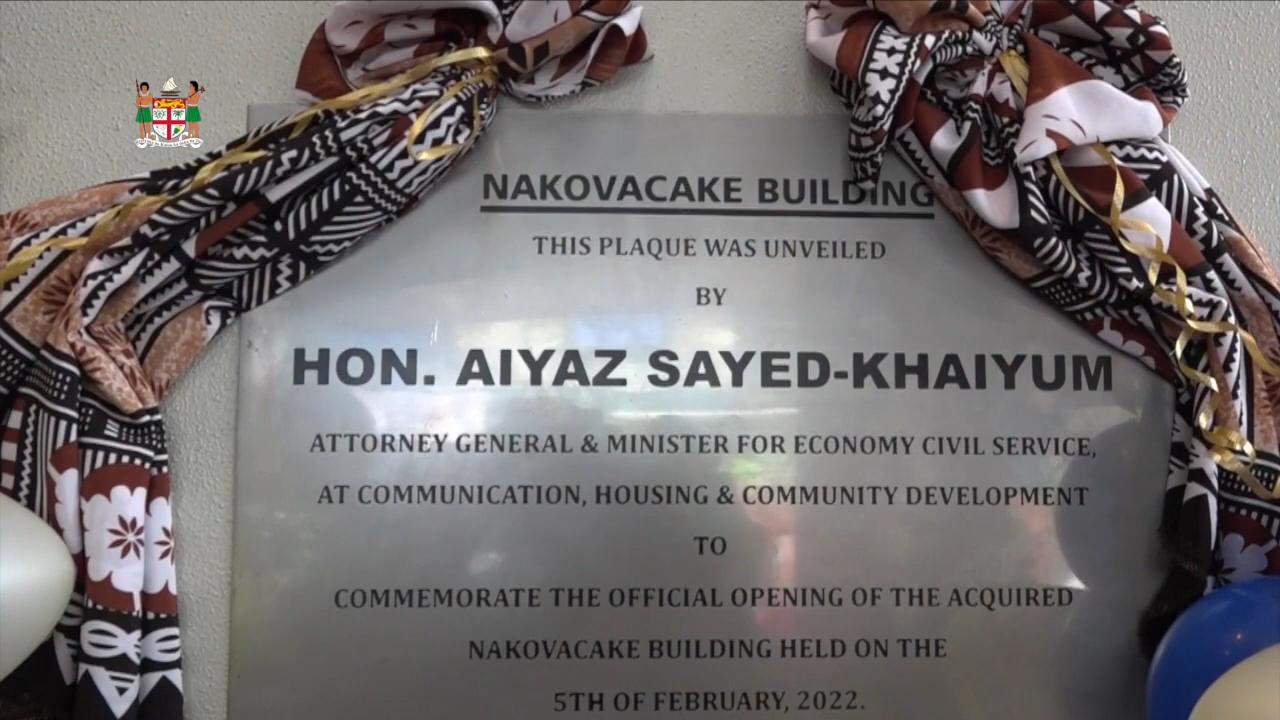 NAKOVACAKE BUILDING
THIS PLAQUE WAS UNVEILED
BY
HON. AIYAZ SAYED-KHAIYUM
ATTORNEY GENERAL & MINISTER FOR ECONOMY CIVIL SERVICE,
AT COMMUNICATION, HOUSING & COMMUNITY DEVELOPMENT
TO
COMMEMORATE THE OFFICIAL OPENING OF THE ACQUIRED
NAKOVACAKE BUILDING HELD ON THE
5TH OF FEBRUARY, 2022.